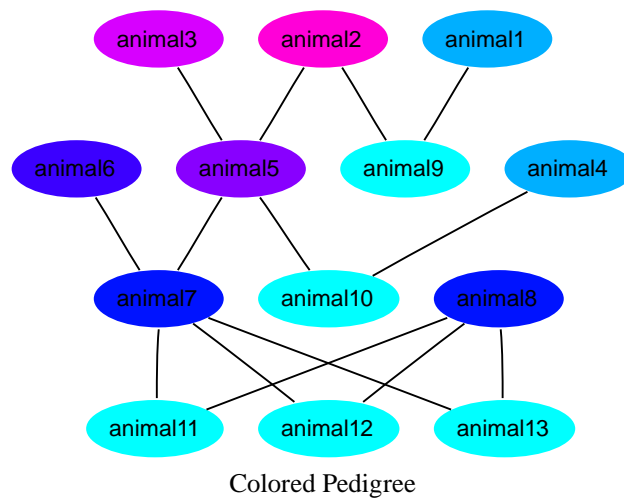 animal3 animal2 animal1
animal6 animal5 animal9 animal4
animal7 animal10 animal8
animal11 animal12 animal13
Colored Pedigree